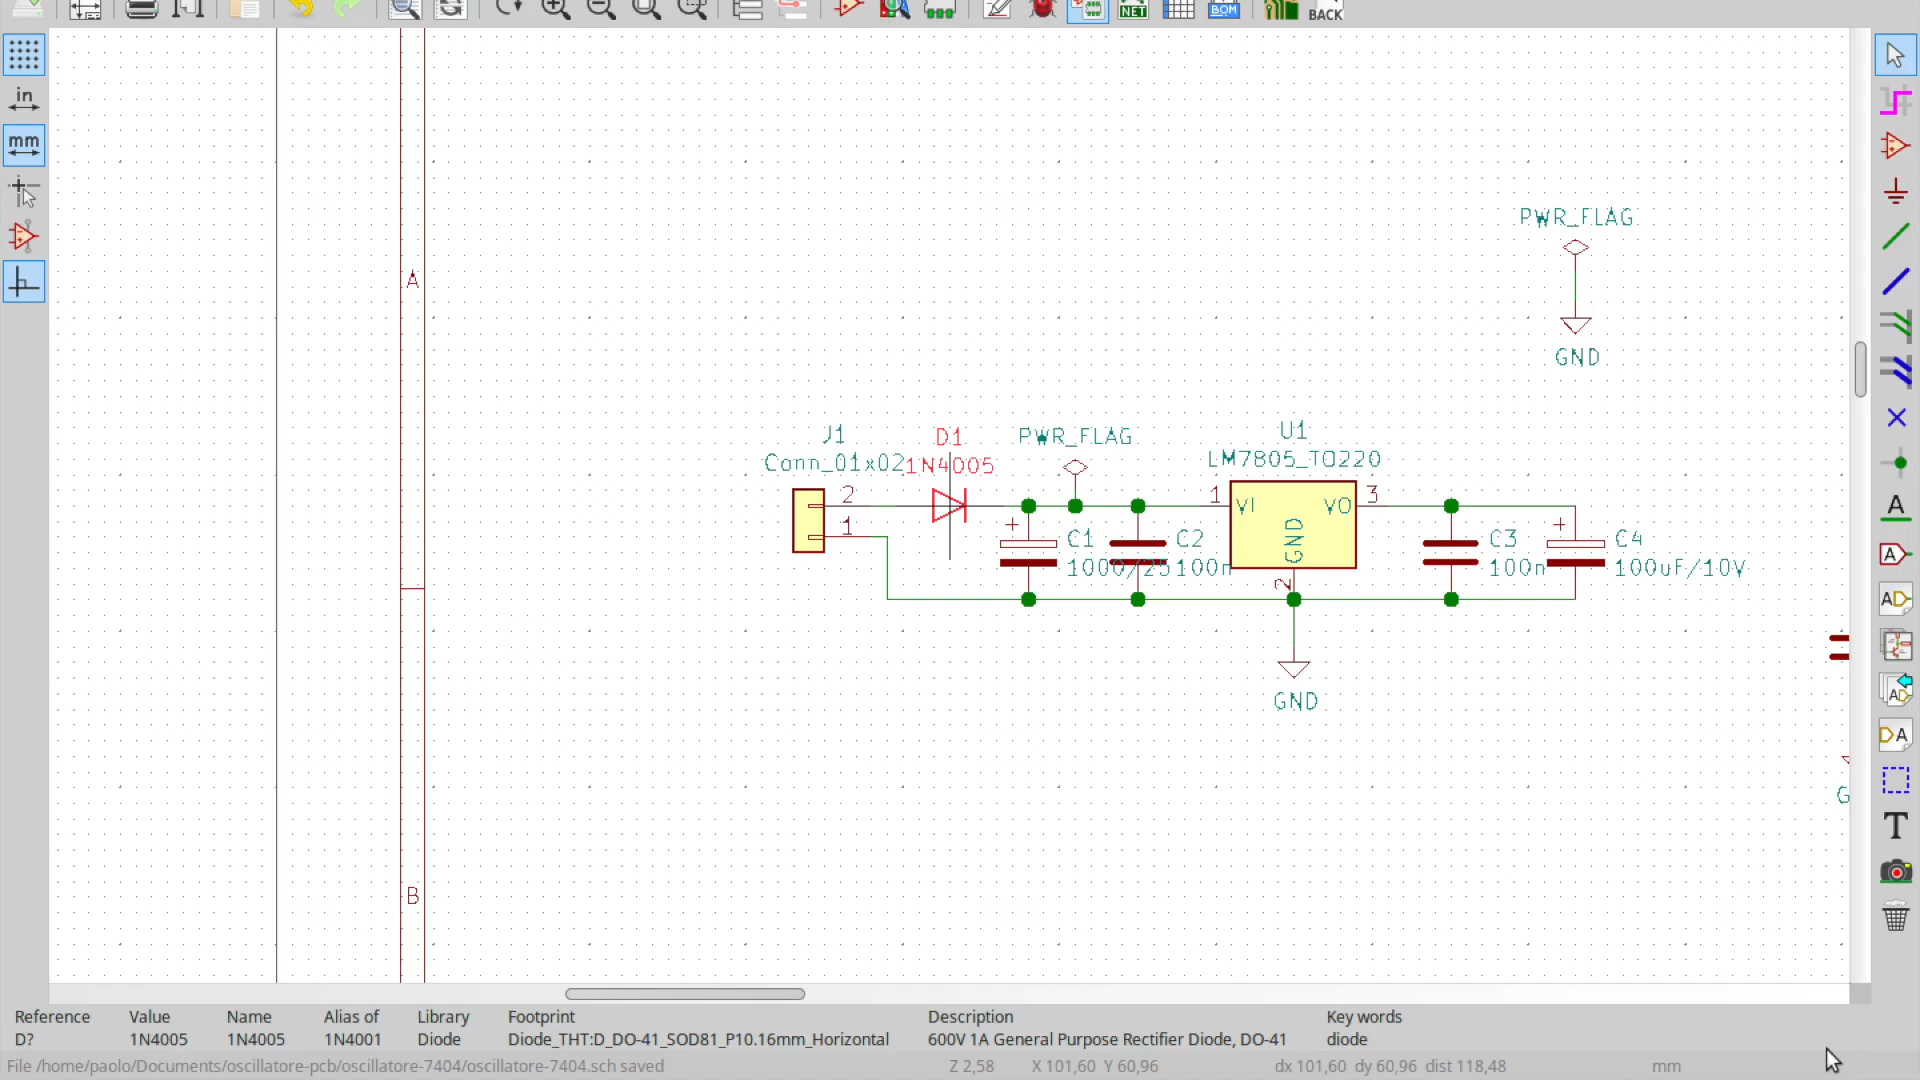 NET
BOM
BACK
in
mm
A
PWR_FLAG
GND
J1
Conn_01x02
D1
1N4005
PWR_FLAG
U1
LM7805_TO220
2
1
1
VI
VO
3
GND
2
+
C1
1000/25
C2
100n
C3
100n
+
C4
100uF/10V
GND
G
B
A
A
A
A
A
A
T
Reference Value Name Alias of Library Footprint Description Key words
D? 1N4005 1N4005 1N4001 Diode Diode_THT:D_DO-41_SOD81_P10.16mm_Horizontal 600V 1A General Purpose Rectifier Diode, DO-41 diode
File /home/paolo/Documents/oscillatore-pcb/oscillatore-7404/oscillatore-7404.sch saved Z 2,58 X 101,60 Y 60,96 dx 101,60 dy 60,96 dist 118,48 mm